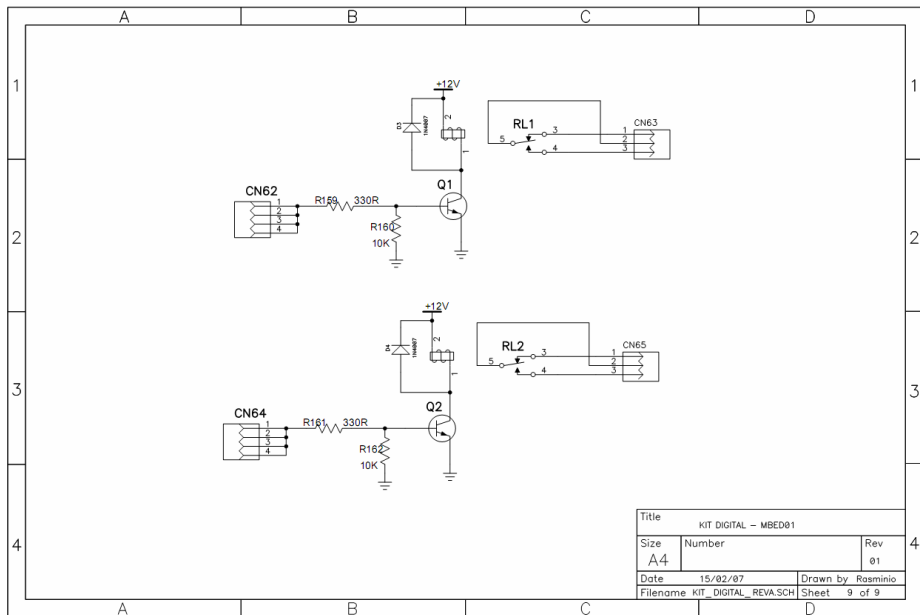 A B C D
1 1
+12V
D3
1N4007
2
1
RL1
5
3
4
CN63
1
2
3
Q1
CN62
1
2
3
4
R159 330R
R160
10K
2 2
+12V
D4
1N4007
2
1
RL2
5
3
4
CN65
1
2
3
3 3
Q2
CN64
1
2
3
4
R161 330R
R162
10K
4 4
Title
KIT DIGITAL – MBED01
Size Number Rev
A4 01
Date 15/02/07 Drawn by Rasminio
Filename KIT_DIGITAL_REVA.SCH Sheet 9 of 9
A B C D